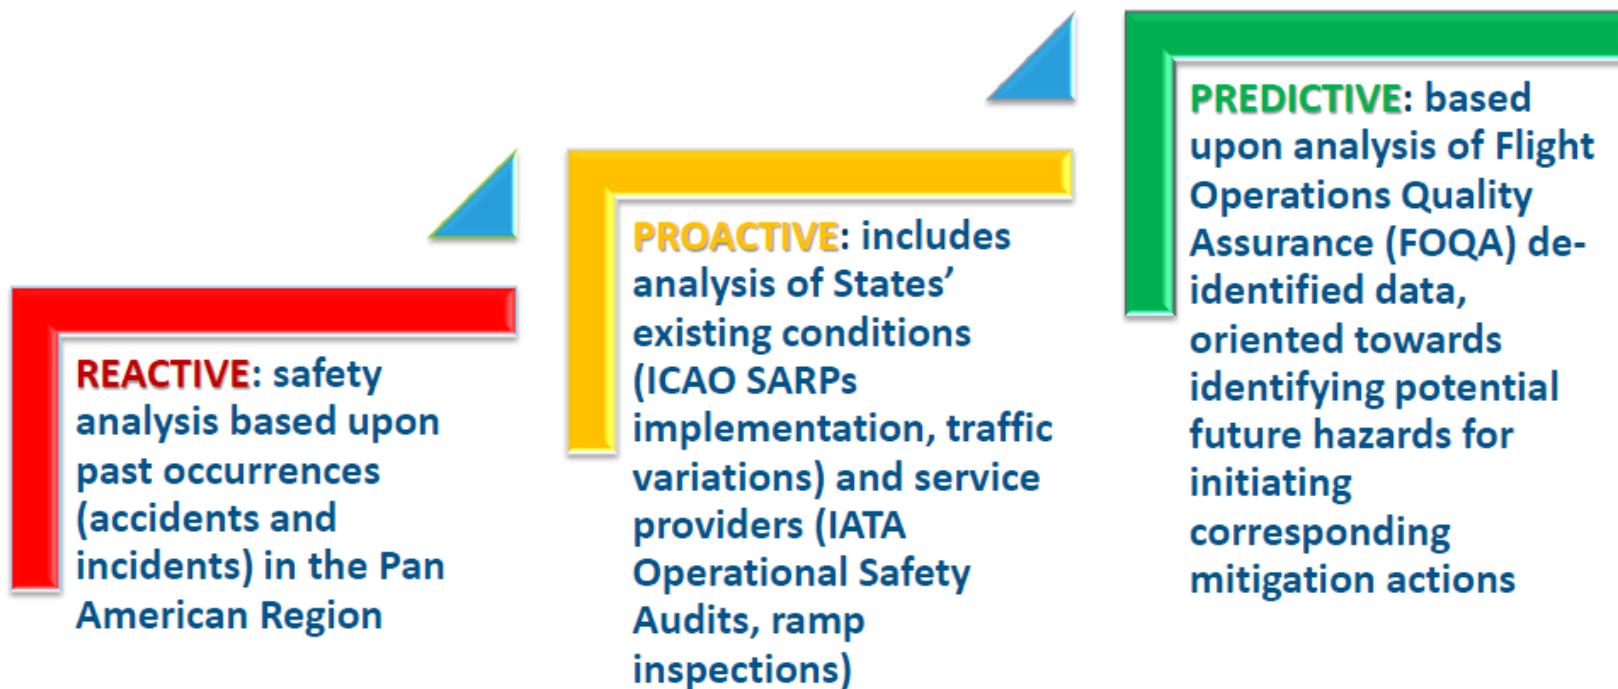 REACTIVE: safety
analysis based upon
past occurrences
(accidents and
incidents) in the Pan
American Region
PROACTIVE: includes
analysis of States’
existing conditions
(ICAO SARPs
implementation, traffic
variations) and service
providers (IATA
Operational Safety
Audits, ramp
inspections)
PREDICTIVE: based
upon analysis of Flight
Operations Quality
Assurance (FOQA) de-
identified data,
oriented towards
identifying potential
future hazards for
initiating
corresponding
mitigation actions